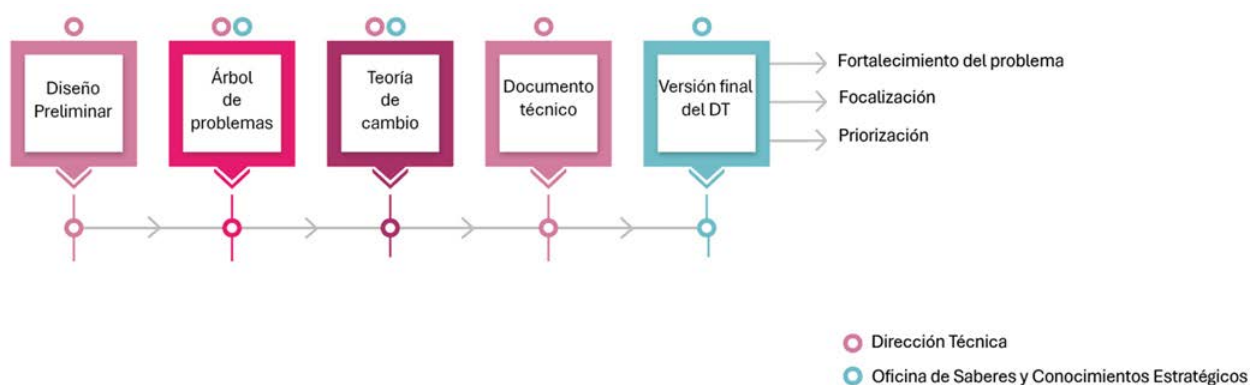 Diseño
Preliminar
Árbol
de
problemas
Teoría
de
cambio
Documento
técnico
Versión final
del DT
Fortalecimiento del problema
Focalización
Priorización
Dirección Técnica
Oficina de Saberes y Conocimientos Estratégicos